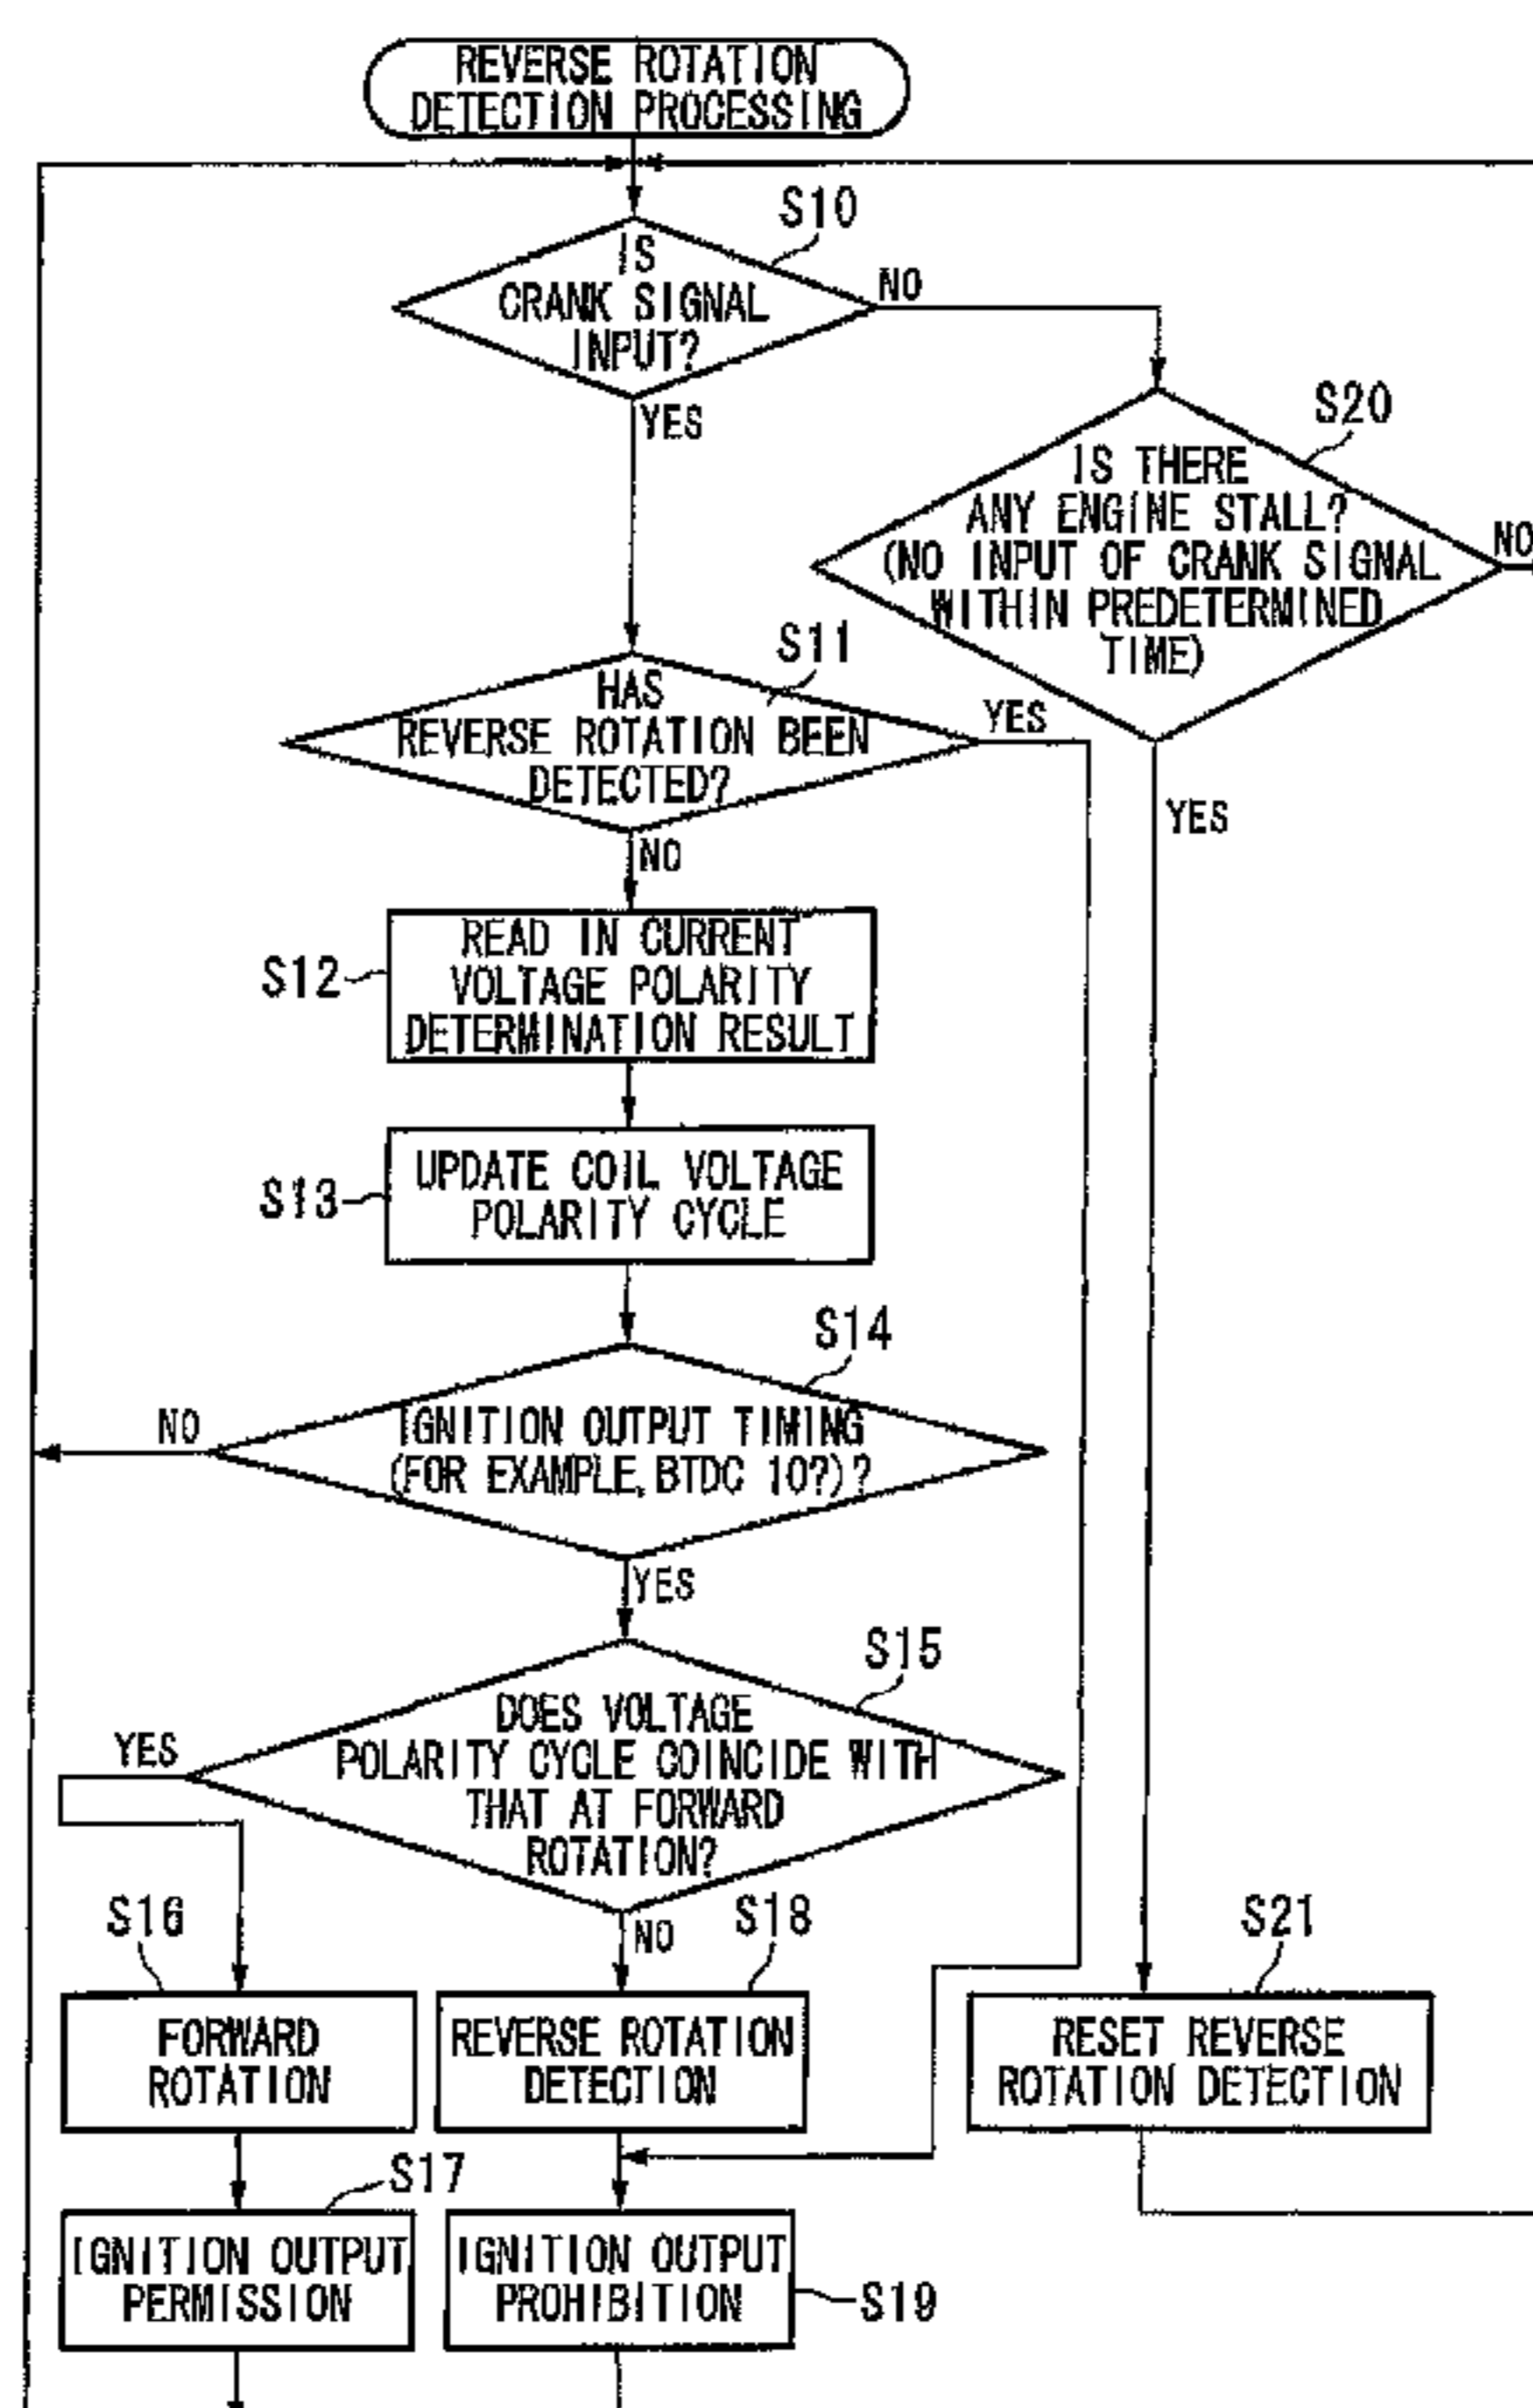 REVERSE ROTATION
DETECTION PROCESSING
S10
IS
CRANK SIGNAL
INPUT?
NO
YES
S20
IS THERE
ANY ENGINE STALL?
(NO INPUT OF CRANK SIGNAL
WITHIN PREDETERMINED
TIME)
NO
YES
S11
HAS
REVERSE ROTATION BEEN
DETECTED?
YES
NO
S12
READ IN CURRENT
VOLTAGE POLARITY
DETERMINATION RESULT
S13
UPDATE COIL VOLTAGE
POLARITY CYCLE
S14
IGNITION OUTPUT TIMING
(FOR EXAMPLE, BTDC 10?)?
NO
YES
S15
DOES VOLTAGE
POLARITY CYCLE COINCIDE WITH
THAT AT FORWARD
ROTATION?
YES
NO
S16
FORWARD
ROTATION
S18
REVERSE ROTATION
DETECTION
S21
RESET REVERSE
ROTATION DETECTION
S17
IGNITION OUTPUT
PERMISSION
IGNITION OUTPUT
PROHIBITION
S19